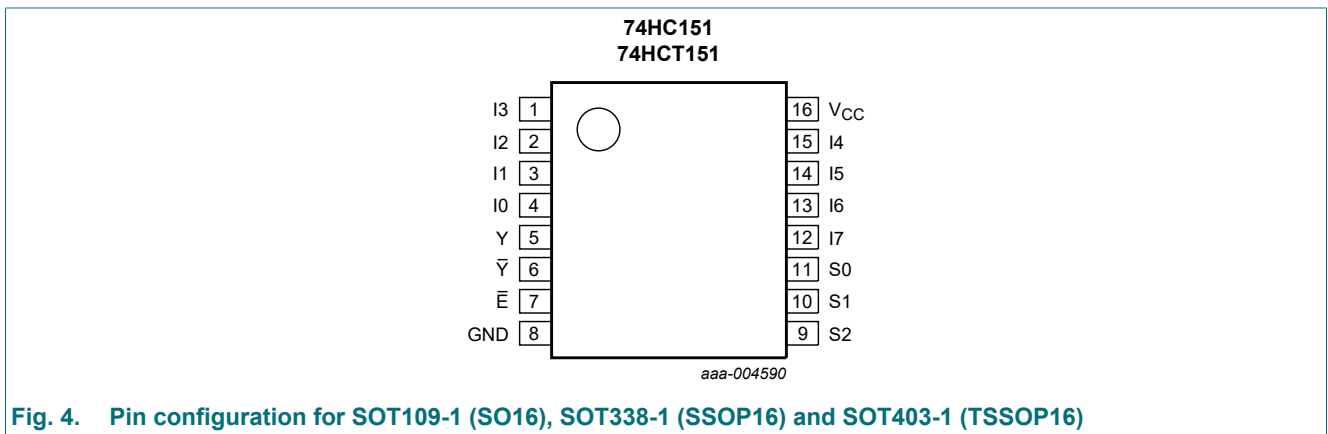 74HC151
74HCT151
I3 1 16 VCC
I2 2 15 I4
I1 3 14 I5
I0 4 13 I6
Y 5 12 I7
Y̅ 6 11 S0
E̅ 7 10 S1
GND 8 9 S2
aaa-004590
Fig. 4. Pin configuration for SOT109-1 (SO16), SOT338-1 (SSOP16) and SOT403-1 (TSSOP16)